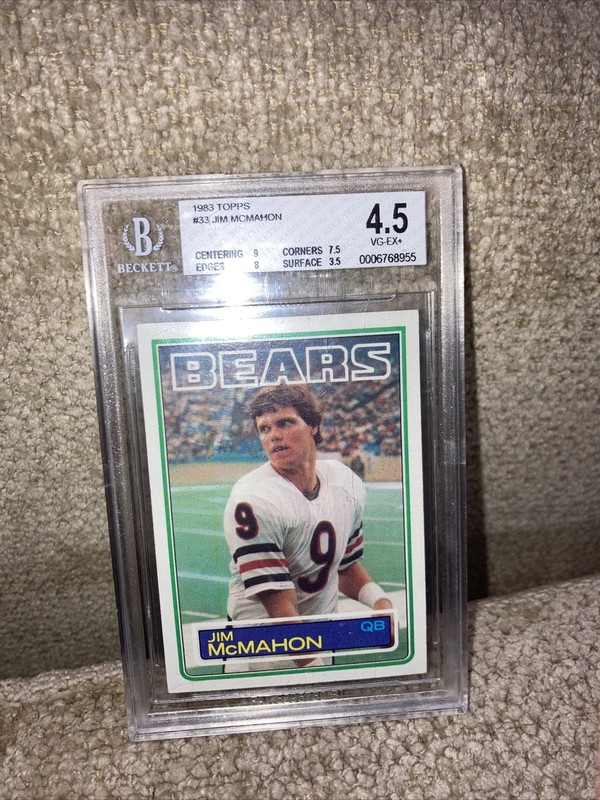 1983 TOPPS
#33 JIM MCMAHON
4.5
VG-EX+
CENTERING 9 CORNERS 7.5
EDGES 8 SURFACE 3.5
0006768955
B
BECKETT®
BEARS
9
9
JIM
McMAHON
QB